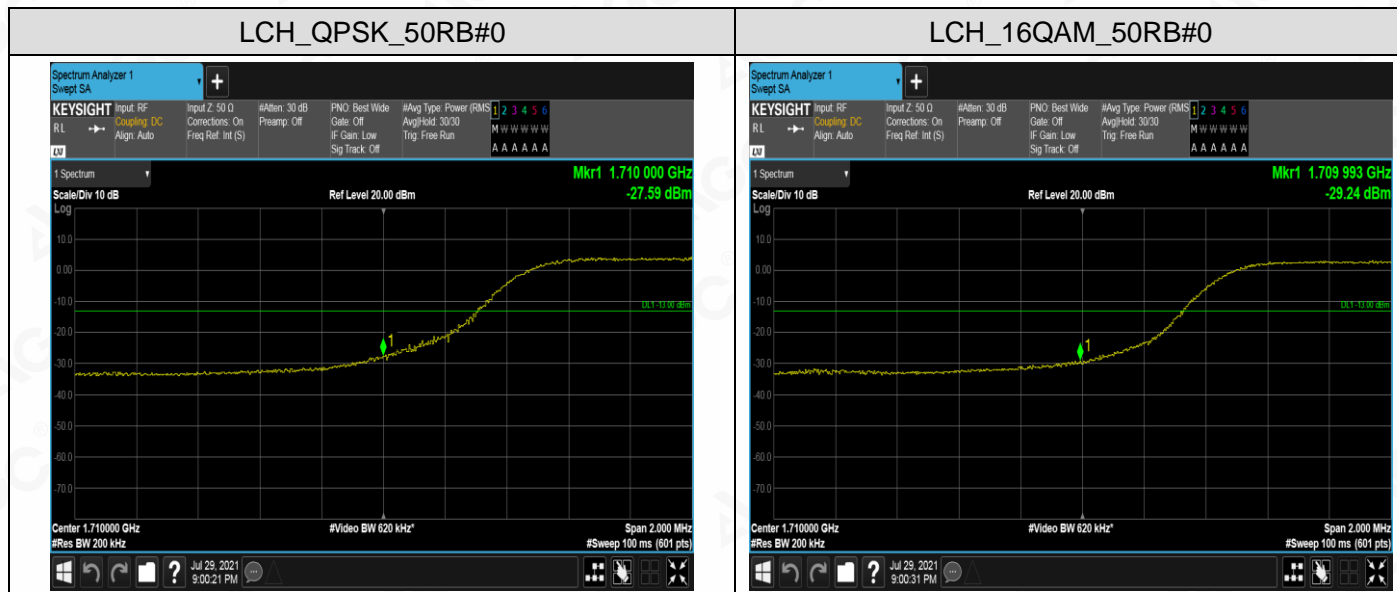 LCH_QPSK_50RB#0
Spectrum Analyzer 1
Swept SA
+
KEYSIGHT
RL
LXI
Input: RF
Coupling: DC
Align: Auto
Input Z: 50 Ω
Corrections: On
Freq Ref: Int (S)
#Atten: 30 dB
Preamp: Off
PNO: Best Wide
Gate: Off
IF Gain: Low
Sig Track: Off
#Avg Type: Power (RMS
Avg|Hold: 30/30
Trig: Free Run
1 2 3 4 5 6
M W W W W W
A A A A A A
1 Spectrum
Mkr1 1.710 000 GHz
Scale/Div 10 dB
Ref Level 20.00 dBm
-27.59 dBm
Log
10.0
0.00
-10.0
DL1 -13.00 dBm
-20.0
1
-30.0
-40.0
-50.0
-60.0
-70.0
Center 1.710000 GHz
#Video BW 620 kHz*
Span 2.000 MHz
#Res BW 200 kHz
#Sweep 100 ms (601 pts)
?
Jul 29, 2021
9:00:21 PM
LCH_16QAM_50RB#0
Spectrum Analyzer 1
Swept SA
+
KEYSIGHT
RL
LXI
Input: RF
Coupling: DC
Align: Auto
Input Z: 50 Ω
Corrections: On
Freq Ref: Int (S)
#Atten: 30 dB
Preamp: Off
PNO: Best Wide
Gate: Off
IF Gain: Low
Sig Track: Off
#Avg Type: Power (RMS
Avg|Hold: 30/30
Trig: Free Run
1 2 3 4 5 6
M W W W W W
A A A A A A
1 Spectrum
Mkr1 1.709 993 GHz
Scale/Div 10 dB
Ref Level 20.00 dBm
-29.24 dBm
Log
10.0
0.00
-10.0
DL1 -13.00 dBm
-20.0
1
-30.0
-40.0
-50.0
-60.0
-70.0
Center 1.710000 GHz
#Video BW 620 kHz*
Span 2.000 MHz
#Res BW 200 kHz
#Sweep 100 ms (601 pts)
?
Jul 29, 2021
9:00:31 PM